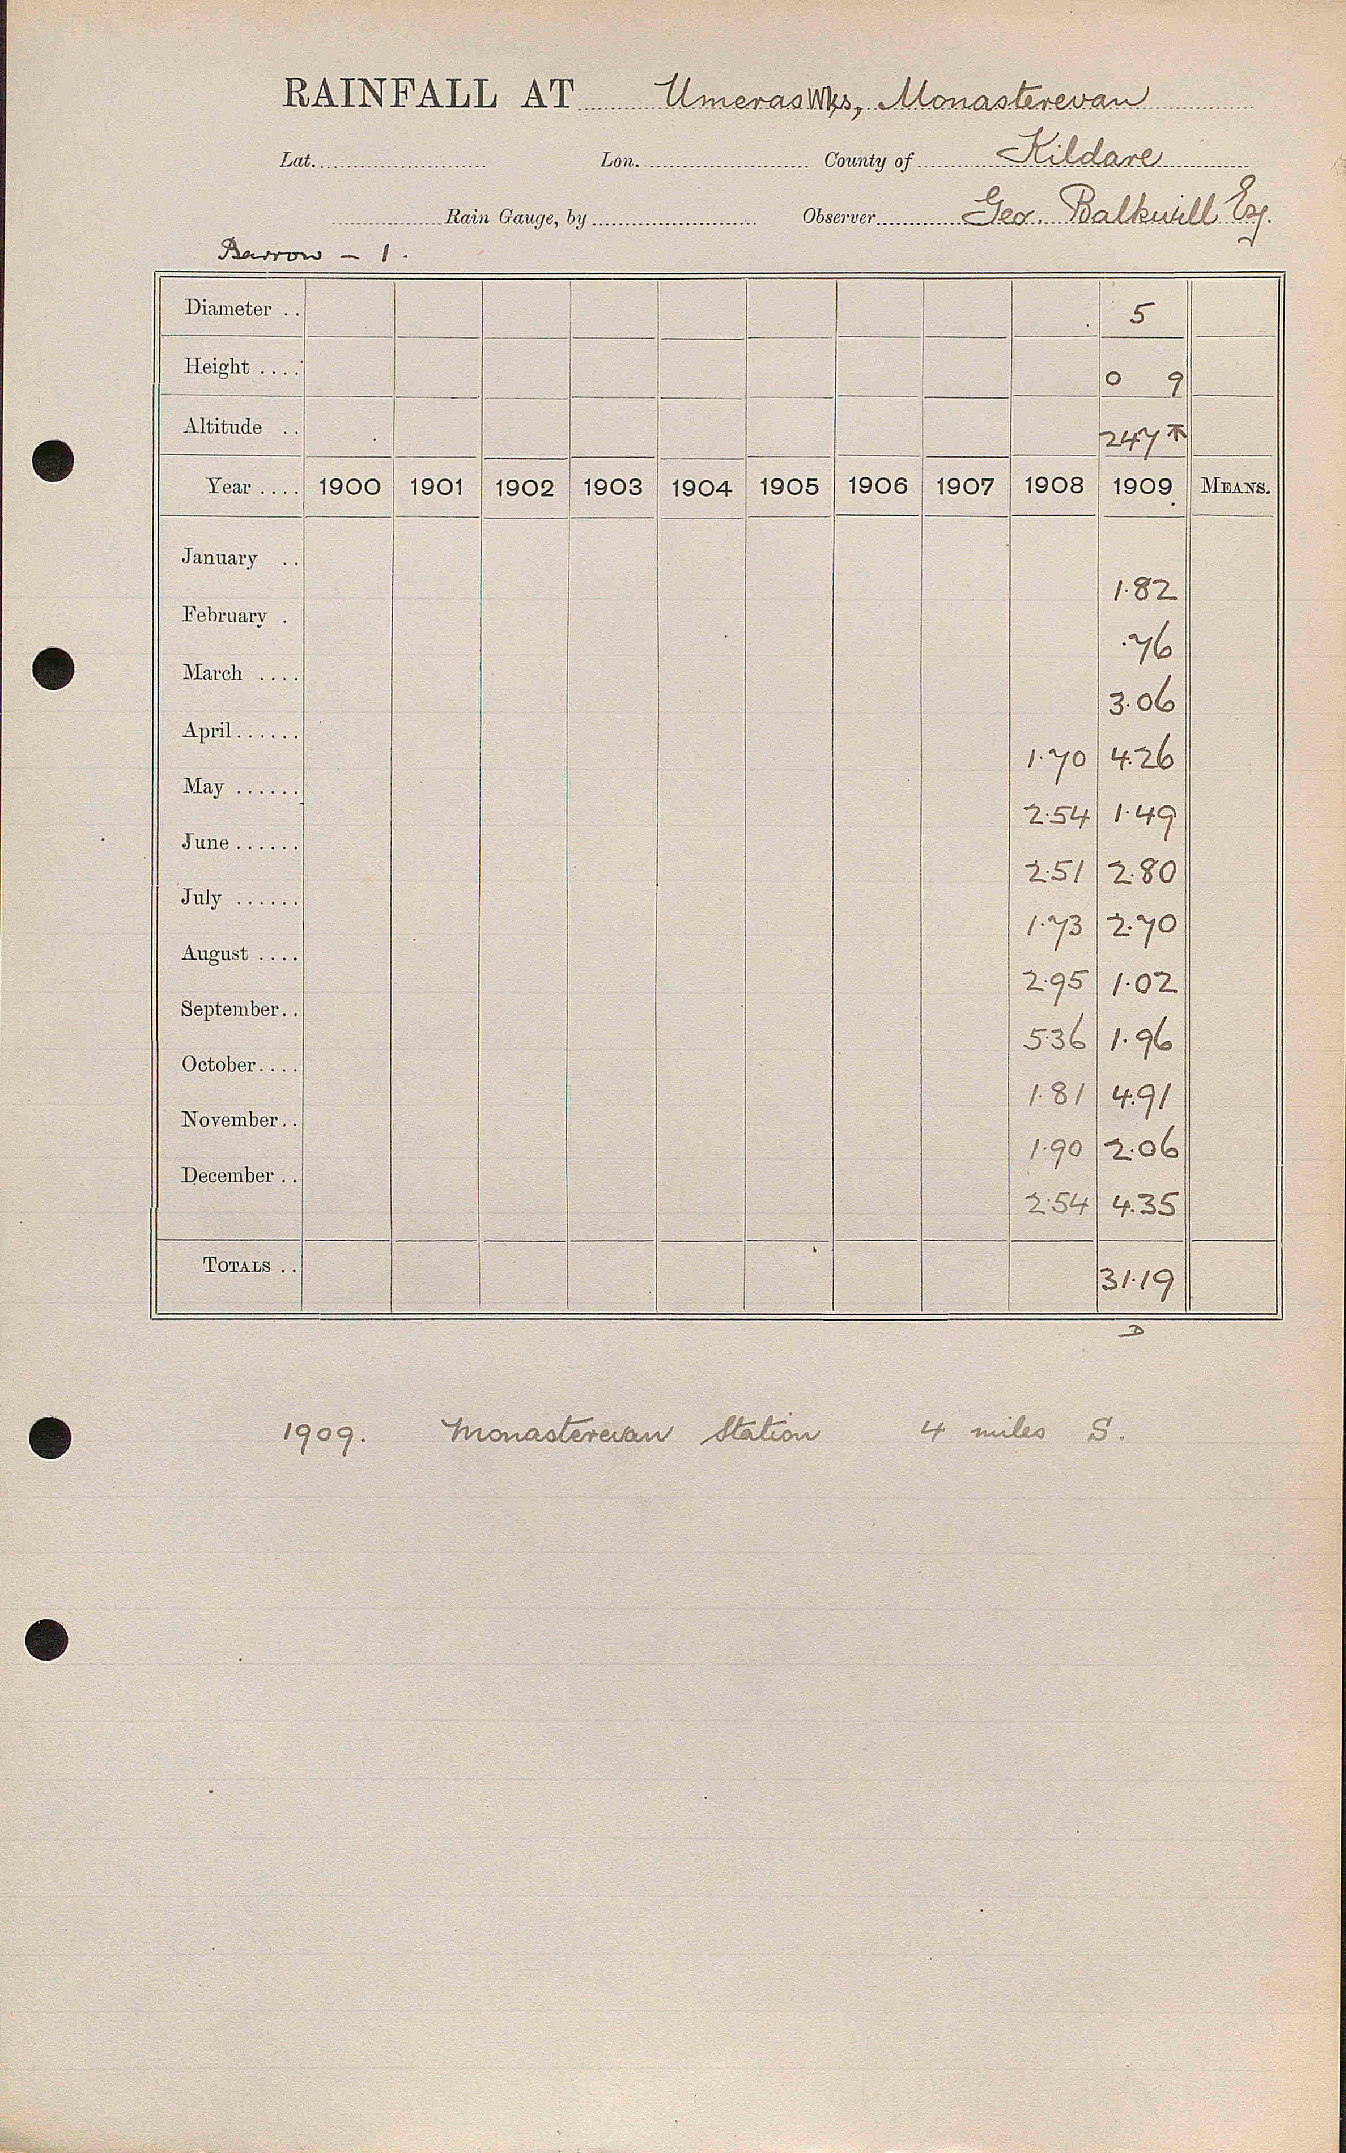 RAINFALL AT Umeras Wks, Monasterevan
Lat. Lon. County of Kildare
Rain Gauge, by Observer Geo. Balkwill Esq.
Barrow - 1.
Diameter .. 5
Height .... 0 9
Altitude .. 247
Year .... 1900 1901 1902 1903 1904 1905 1906 1907 1908 1909 MEANS.
January .. 1.82
February . .76
March .... 3.06
April ...... 1.70 4.26
May ...... 2.54 1.49
June ...... 2.51 2.80
July ...... 1.73 2.70
August .... 2.95 1.02
September.. 5.36 1.96
October.... 1.81 4.91
November.. 1.90 2.06
December .. 2.54 4.35
TOTALS .. 31.19
D
1909. Monasterevan Station 4 miles S.